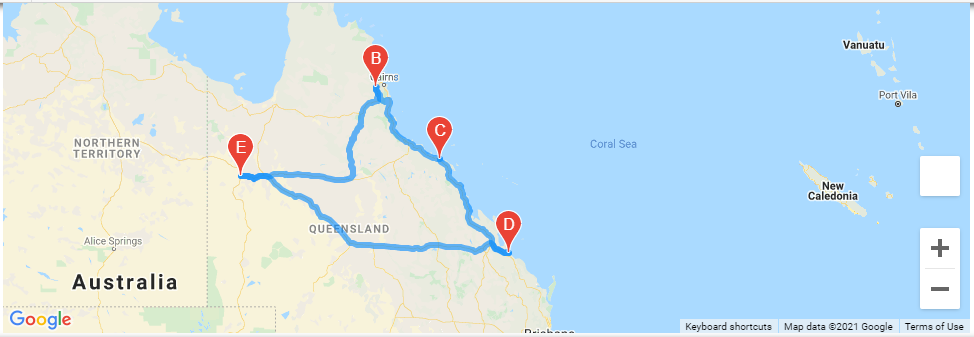 Vanuatu
B
Cairns
Port Vila
C
NORTHERN
TERRITORY
E
Coral Sea
New
Caledonia
D
QUEENSLAND
Alice Springs
Australia
Google
Brisbane
Keyboard shortcuts
Map data ©2021 Google
Terms of Use